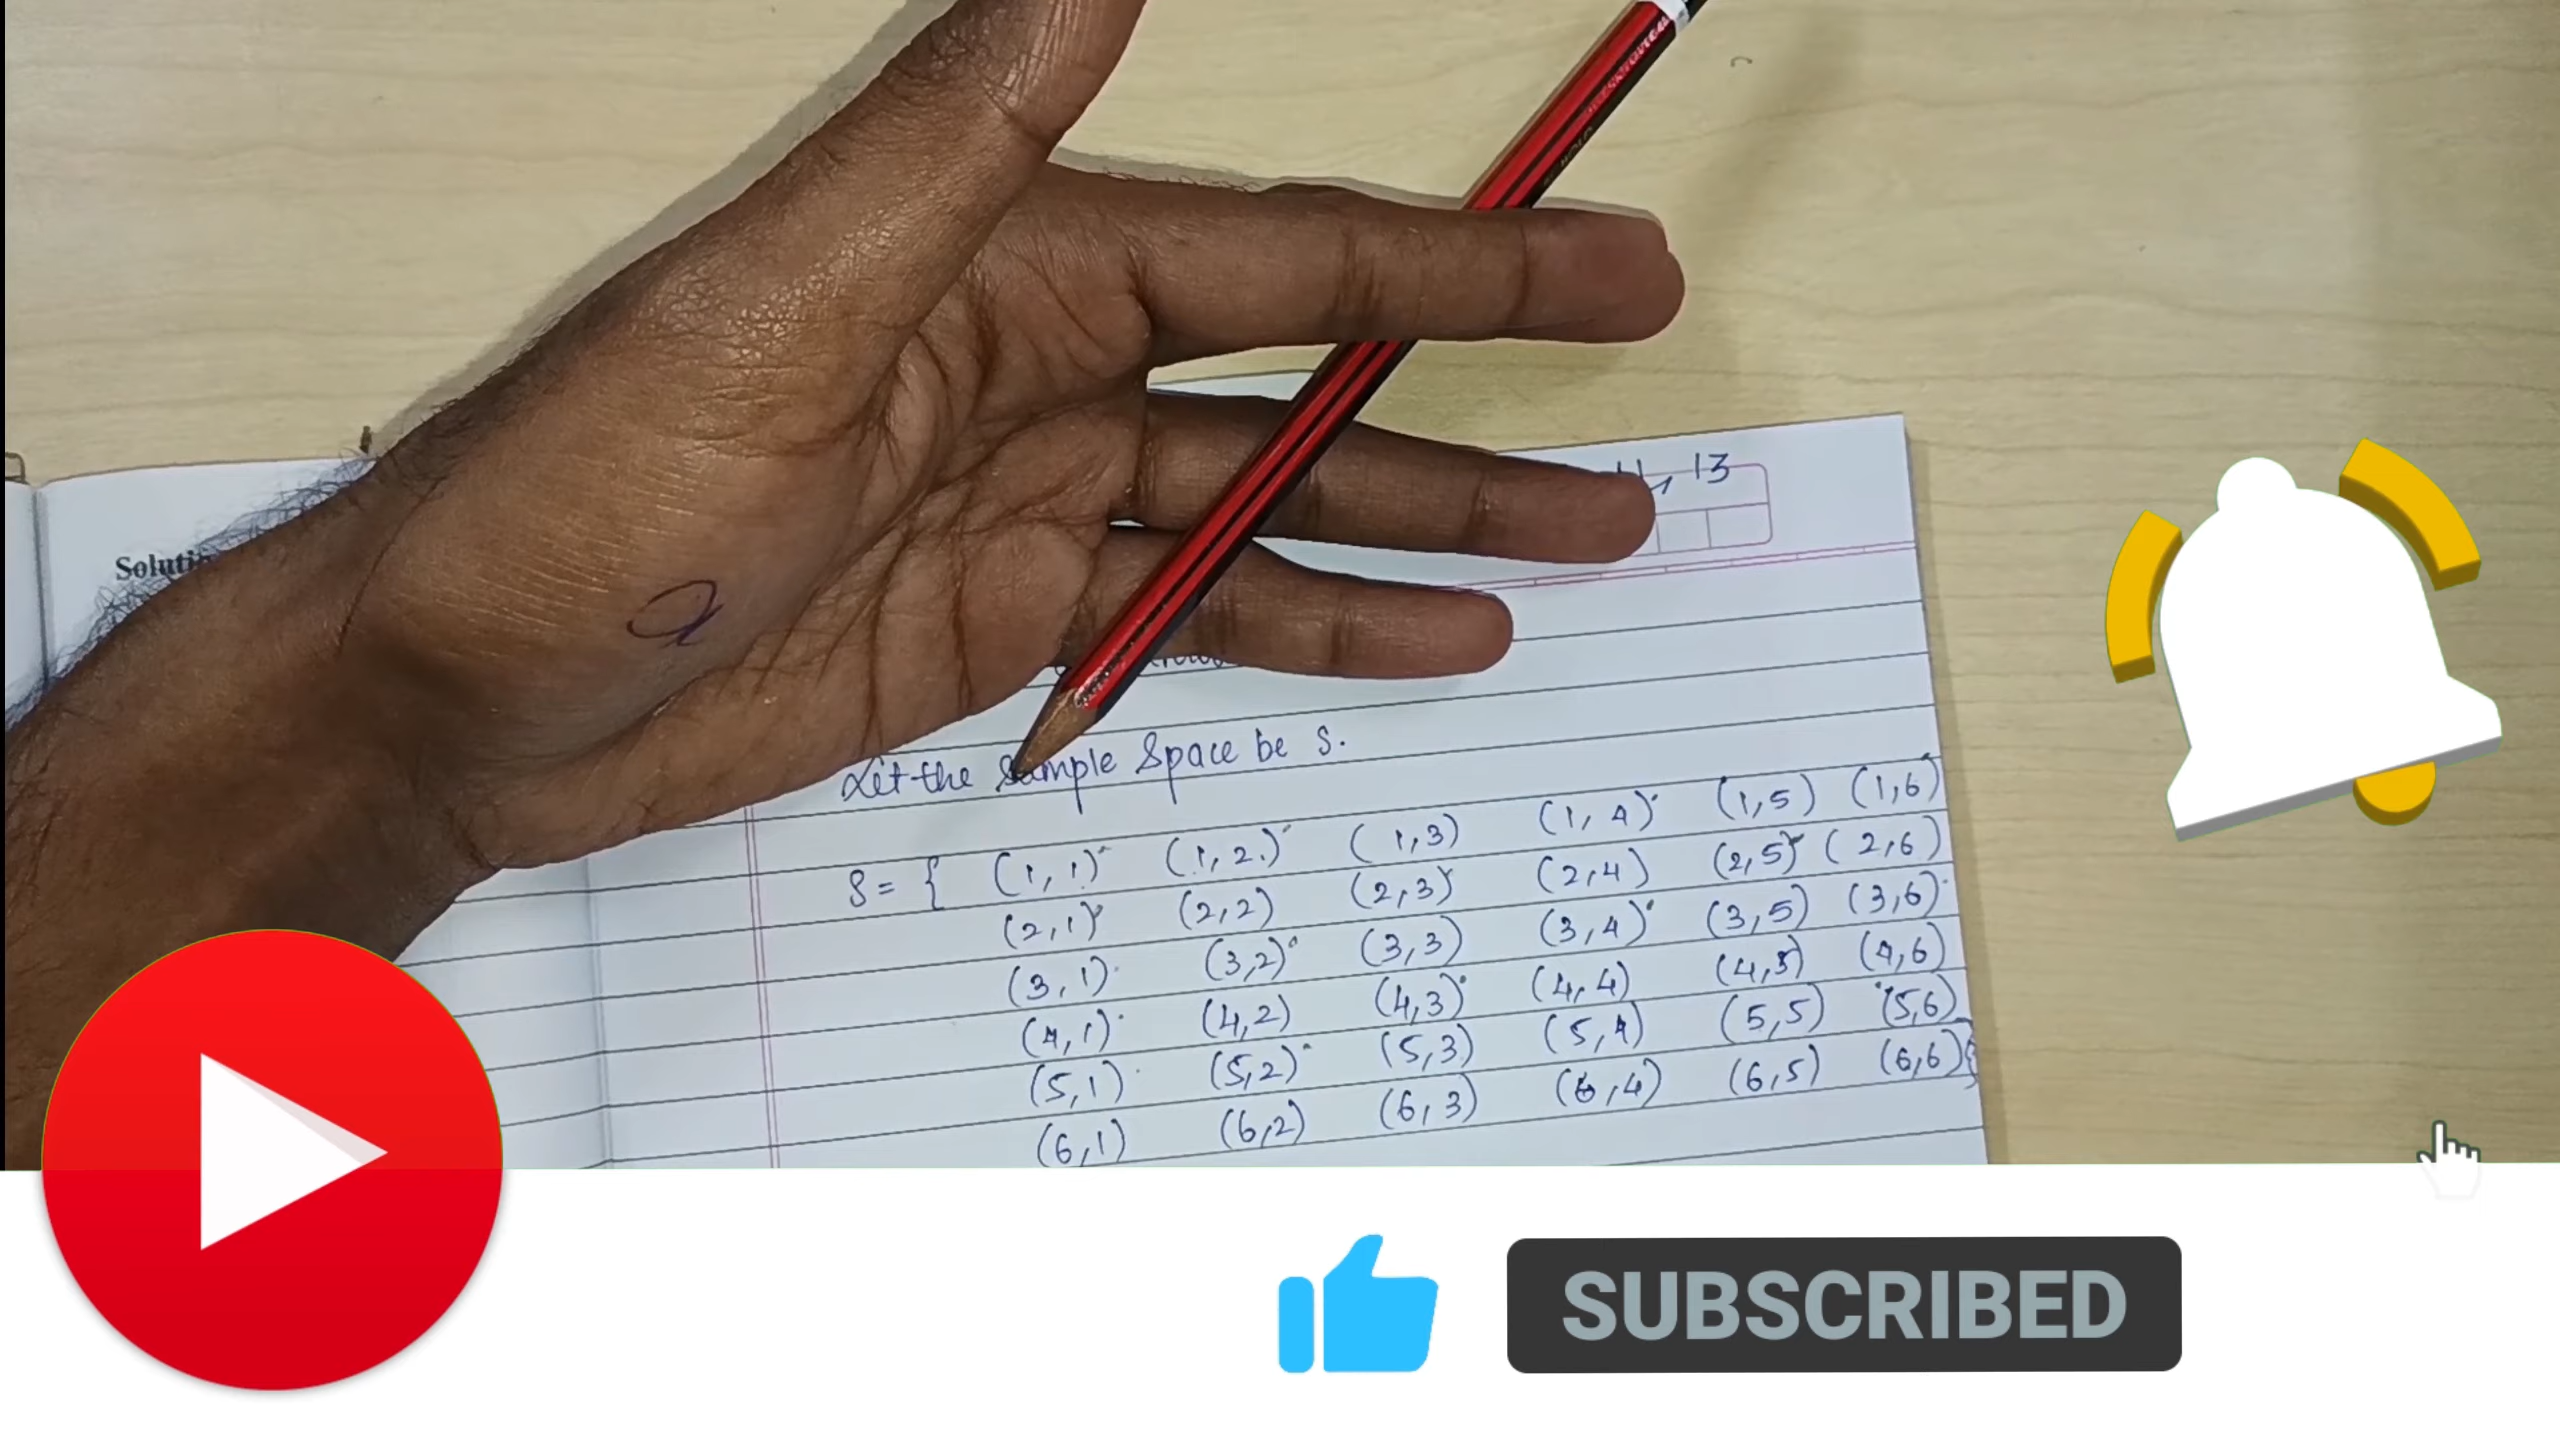 13
Let the Sample Space be S.
S = { (1,1) (1,2) (1,3) (1,4) (1,5) (1,6)
(2,1) (2,2) (2,3) (2,4) (2,5) (2,6)
(3,1) (3,2) (3,3) (3,4) (3,5) (3,6)
(4,1) (4,2) (4,3) (4,4) (4,5) (4,6)
(5,1) (5,2) (5,3) (5,4) (5,5) (5,6)
(6,1) (6,2) (6,3) (6,4) (6,5) (6,6) }
SUBSCRIBED